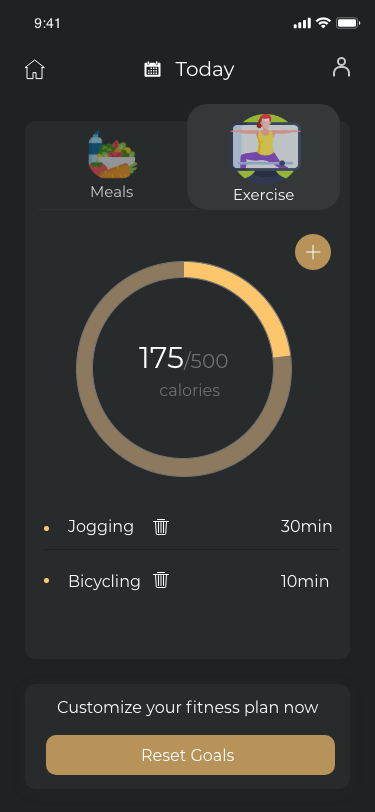 9:41
Today
Meals
Exercise
175/500
calories
Jogging 30min
Bicycling 10min
Customize your fitness plan now
Reset Goals